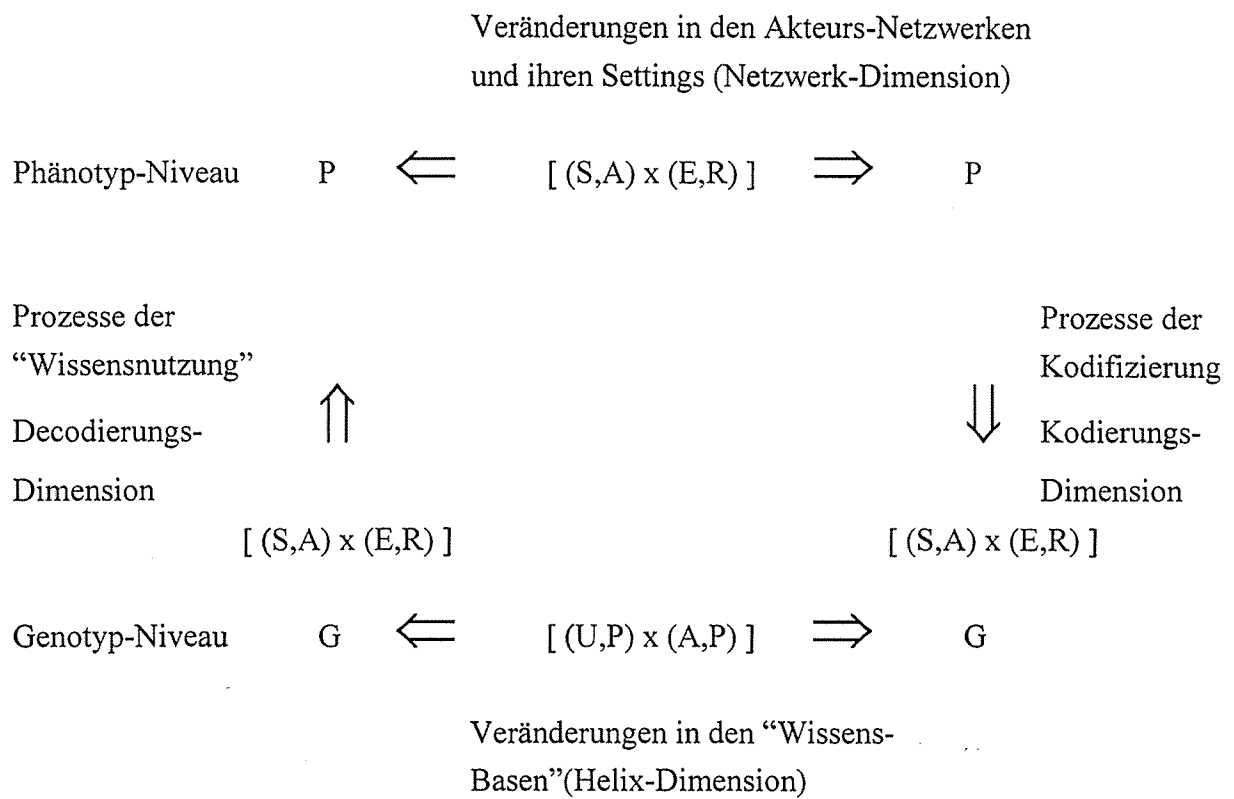 Veränderungen in den Akteurs-Netzwerken
und ihren Settings (Netzwerk-Dimension)
Phänotyp-Niveau P ⇐ [ (S,A) x (E,R) ] ⇒ P
Prozesse der
“Wissensnutzung”
⇑
Decodierungs-
Dimension
[ (S,A) x (E,R) ]
Prozesse der
Kodifizierung
⇓
Kodierungs-
Dimension
[ (S,A) x (E,R) ]
Genotyp-Niveau G ⇐ [ (U,P) x (A,P) ] ⇒ G
Veränderungen in den “Wissens-
Basen”(Helix-Dimension)